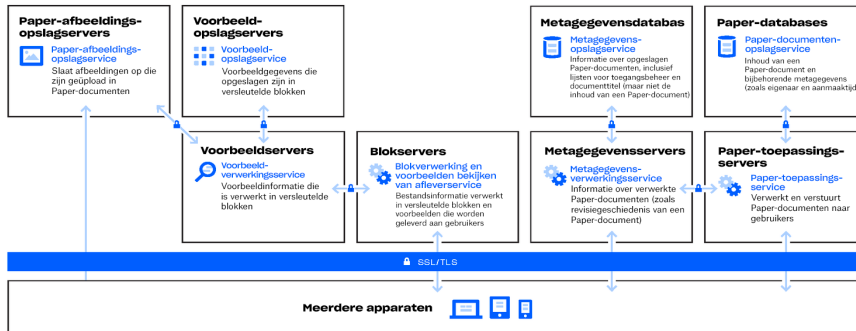 Paper-afbeeldings-
opslagservers
Paper-afbeeldings-
opslagservice
Slaat afbeeldingen op die
zijn geüpload in
Paper-documenten
Voorbeeld-
opslagservers
Voorbeeld-
opslagservice
Voorbeeldgegevens die
opgeslagen zijn in
versleutelde blokken
Metagegevensdatabas
Metagegevens-
opslagservice
Informatie over opgeslagen
Paper-documenten, inclusief
lijsten voor toegangsbeheer en
documenttitel (maar niet de
inhoud van een Paper-document)
Paper-databases
Paper-documenten-
opslagservice
Inhoud van een
Paper-document en
bijbehorende metagegevens
(zoals eigenaar en aanmaaktijd
Voorbeeldservers
Voorbeeld-
verwerkingsservice
Voorbeeldinformatie die
is verwerkt in versleutelde
blokken
Blokservers
Blokverwerking en
voorbeelden bekijken
van afleverservice
Bestandsinformatie verwerkt
in versleutelde blokken en
voorbeelden die worden
geleverd aan gebruikers
Metagegevensservers
Metagegevens-
verwerkingsservice
Informatie over verwerkte
Paper-documenten (zoals
revisiegeschiedenis van een
Paper-document)
Paper-toepassings-
servers
Paper-toepassings-
service
Verwerkt en verstuurt
Paper-documenten naar
gebruikers
SSL/TLS
Meerdere apparaten